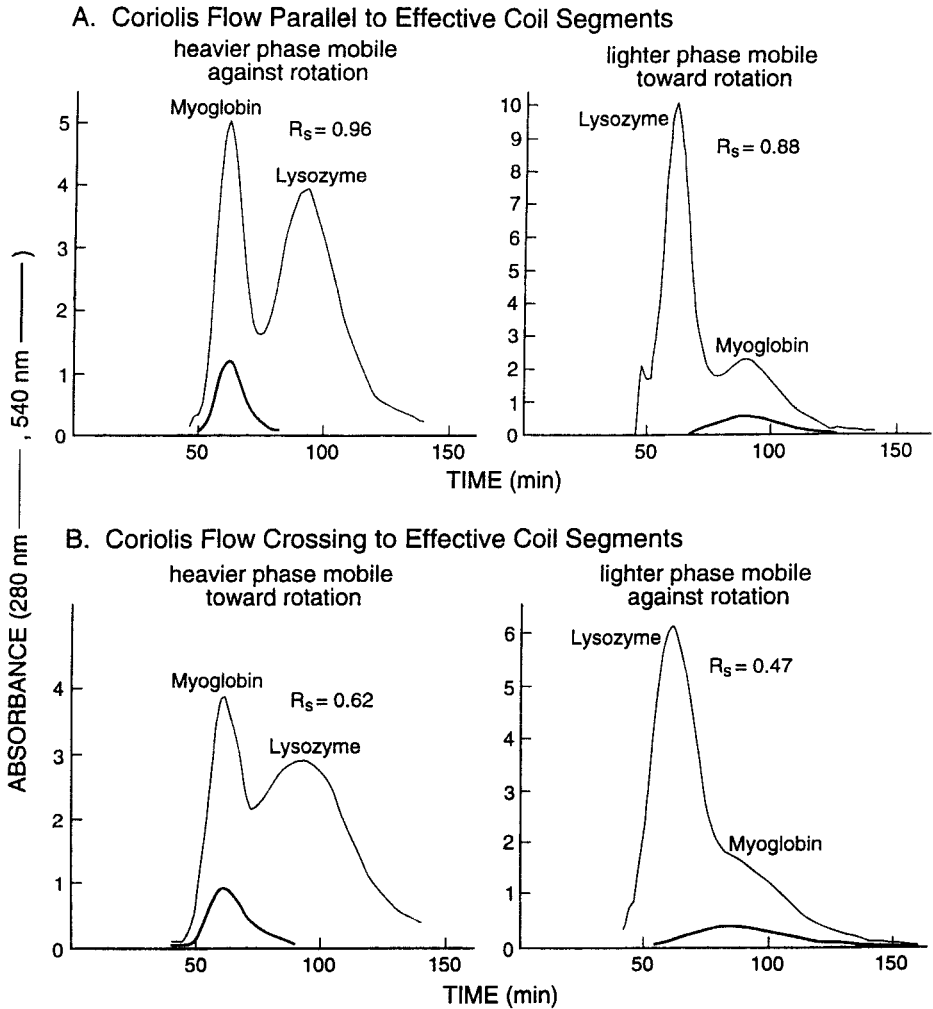 A. Coriolis Flow Parallel to Effective Coil Segments
heavier phase mobile
against rotation
Myoglobin
Rs = 0.96
Lysozyme
5
4
3
2
1
0
50
100
150
lighter phase mobile
toward rotation
Lysozyme
Rs = 0.88
Myoglobin
10
9
8
7
6
5
4
3
2
1
0
50
100
150
TIME (min)
ABSORBANCE (280 nm ———, 540 nm ———)
B. Coriolis Flow Crossing to Effective Coil Segments
heavier phase mobile
toward rotation
Myoglobin
Rs = 0.62
Lysozyme
4
3
2
1
0
50
100
150
lighter phase mobile
against rotation
Lysozyme
Rs = 0.47
Myoglobin
6
5
4
3
2
1
0
50
100
150
TIME (min)